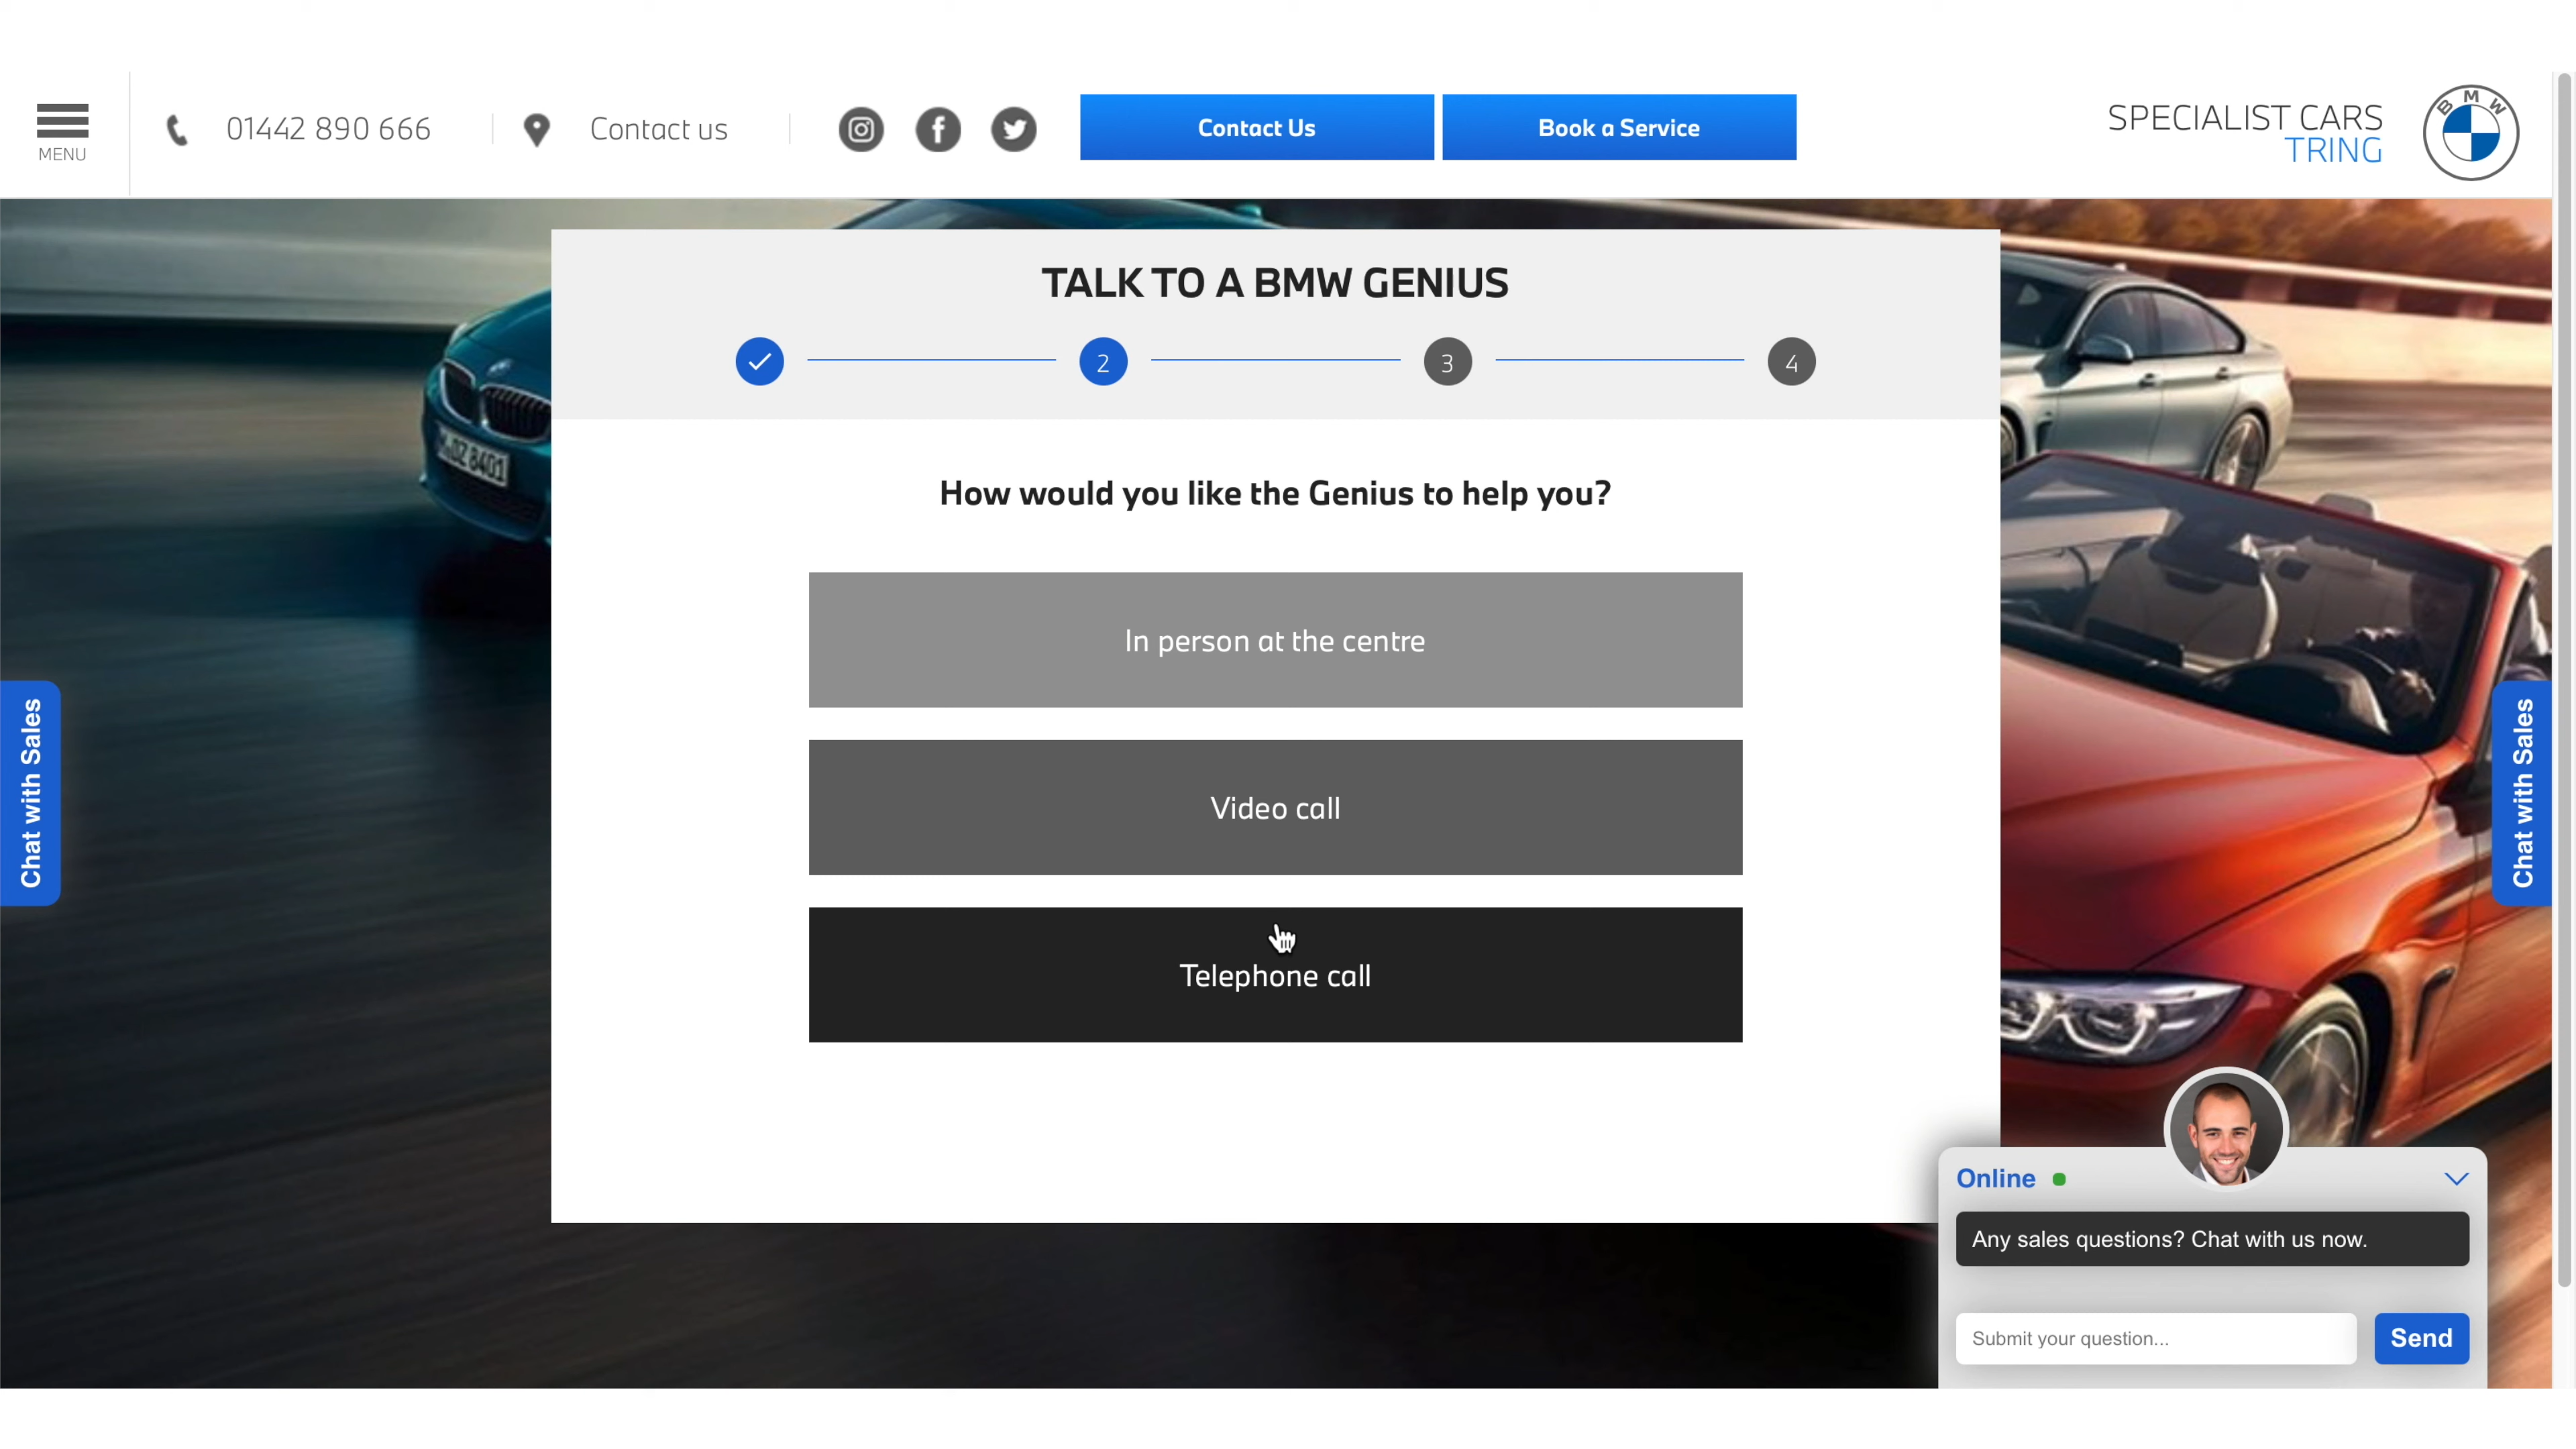 MENU
01442 890 666
Contact us
Contact Us
Book a Service
SPECIALIST CARS
TRING
BMW
TALK TO A BMW GENIUS
2
3
4
How would you like the Genius to help you?
In person at the centre
Video call
Telephone call
Chat with Sales
Chat with Sales
Online
Any sales questions? Chat with us now.
Submit your question...
Send